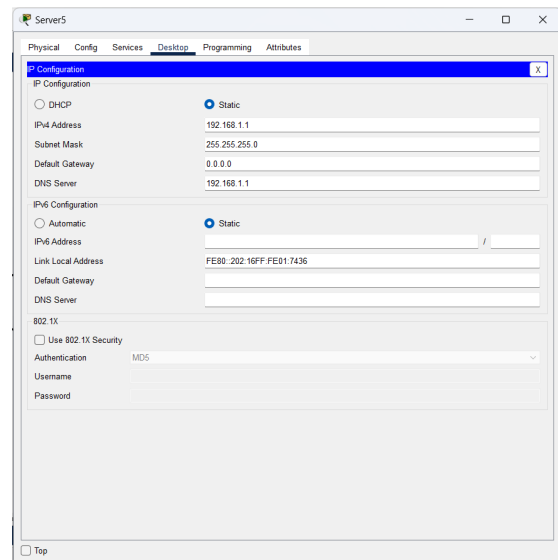 Server5
Physical Config Services Desktop Programming Attributes
IP Configuration X
IP Configuration
DHCP Static
IPv4 Address 192.168.1.1
Subnet Mask 255.255.255.0
Default Gateway 0.0.0.0
DNS Server 192.168.1.1
IPv6 Configuration
Automatic Static
IPv6 Address /
Link Local Address FE80::202:16FF:FE01:7436
Default Gateway
DNS Server
802.1X
Use 802.1X Security
Authentication MD5
Username
Password
Top